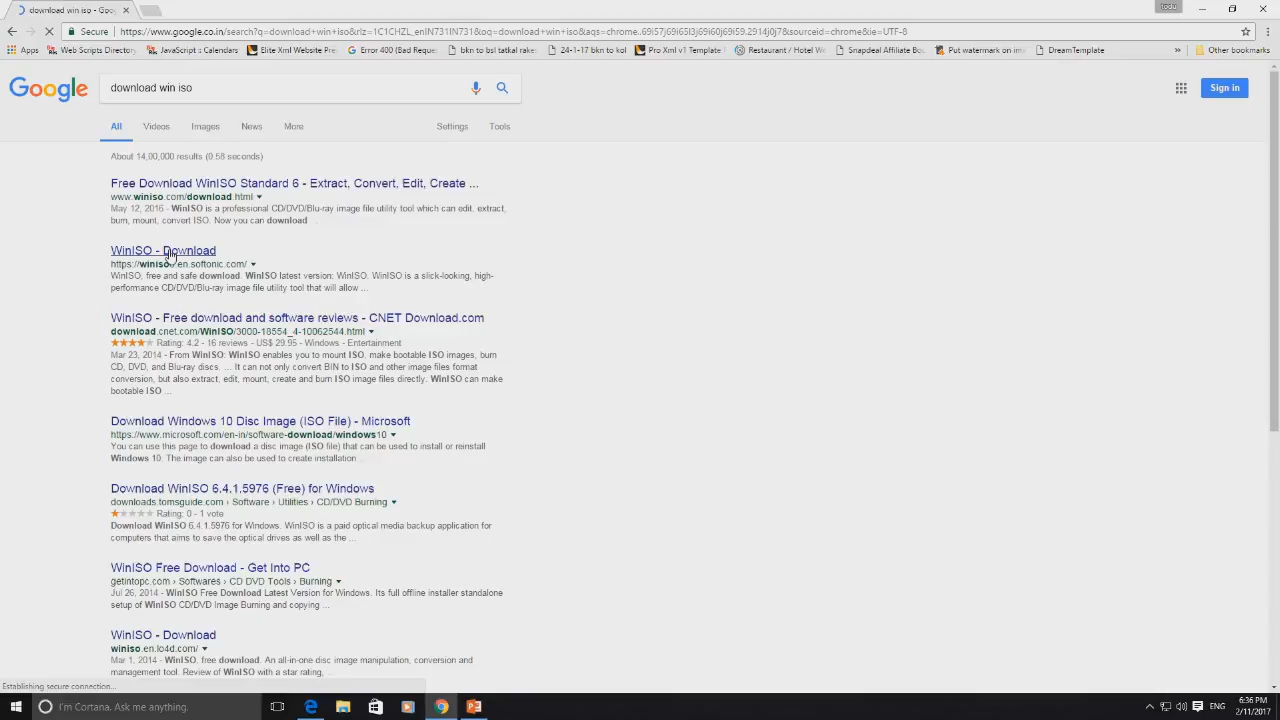 download win iso - Goo
Tools
Secure
https://www.google.co.in/search?q=download+win+iso&rlz=1C1CHZL_enIN731IN731&oq=download+win+iso&aqs=chrome..69i57j69i65l3j69i60j69i59.2914j0j7&sourceid=chrome&ie=UTF-8
Apps Web Scripts Directory JavaScript - Calendars Elite Xml Website Prev Error 400 (Bad Reque bkn to bsl tatkal rakes 24-1-17 bkn to kol Pro Xml v1 Template Restaurant / Hotel We Snapdeal Affiliate Boa Put watermark on ima DreamTemplate » Other bookmarks
Google
download win iso
Sign in
All Videos Images News More Settings Tools
About 14,00,000 results (0.58 seconds)
Free Download WinISO Standard 6 - Extract, Convert, Edit, Create ...
www.winiso.com/download.html
May 12, 2016 - WinISO is a professional CD/DVD/Blu-ray image file utility tool which can edit, extract,
burn, mount, convert ISO. Now you can download
WinISO - Download
https://winiso.en.softonic.com/
WinISO, free and safe download. WinISO latest version: WinISO. WinISO is a slick-looking, high-
performance CD/DVD/Blu-ray image file utility tool that will allow ...
WinISO - Free download and software reviews - CNET Download.com
download.cnet.com/WinISO/3000-18554_4-10062544.html
Rating: 4.2 - 16 reviews - US$ 29.95 - Windows - Entertainment
Mar 23, 2014 - From WinISO: WinISO enables you to mount ISO, make bootable ISO images, burn
CD, DVD, and Blu-ray discs. ... It can not only convert BIN to ISO and other image files format
conversion, but also extract, edit, mount, create and burn ISO image files directly. WinISO can make
bootable ISO ...
Download Windows 10 Disc Image (ISO File) - Microsoft
https://www.microsoft.com/en-in/software-download/windows10
You can use this page to download a disc image (ISO file) that can be used to install or reinstall
Windows 10. The image can also be used to create installation
Download WinISO 6.4.1.5976 (Free) for Windows
downloads.tomsguide.com › Software › Utilities › CD/DVD Burning
Rating: 0 - 1 vote
Download WinISO 6.4.1.5976 for Windows. WinISO is a paid optical media backup application for
computers that aims to save the optical drives as well as the ...
WinISO Free Download - Get Into PC
getintopc.com › Softwares › CD DVD Tools › Burning
Jul 26, 2014 - WinISO Free Download Latest Version for Windows. Its full offline installer standalone
setup of WinISO CD/DVD Image Burning and copying ...
WinISO - Download
winiso.en.lo4d.com/
Mar 1, 2014 - WinISO, free download. An all-in-one disc image manipulation, conversion and
management tool. Review of WinISO with a star rating,
Establishing secure connection...
I'm Cortana. Ask me anything.
ENG
6:36 PM
2/11/2017